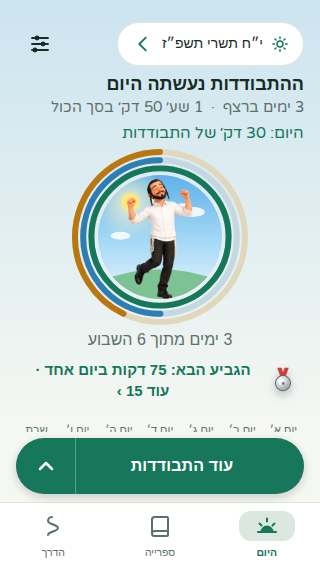 י״ח תשרי תשפ״ז
ההתבודדות נעשתה היום
3 ימים ברצף · 1 שע׳ 50 דק׳ בסך הכול
היום: 30 דק׳ של התבודדות
3 ימים מתוך 6 השבוע
הגביע הבא: 75 דקות ביום אחד ·
עוד 15 ›
יום א׳ יום ב׳ יום ג׳ יום ד׳ יום ה׳ יום ו׳ שבת
עוד התבודדות
היום ספרייה הדרך